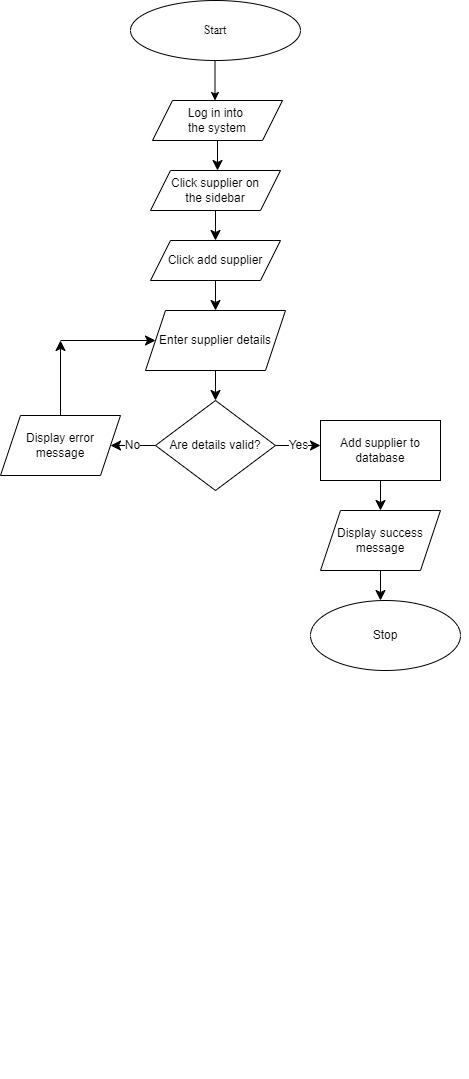 Start
Log in into
the system
Click supplier on
the sidebar
Click add supplier
Enter supplier details
Display error
message
No
Are details valid?
Yes
Add supplier to
database
Display success
message
Stop